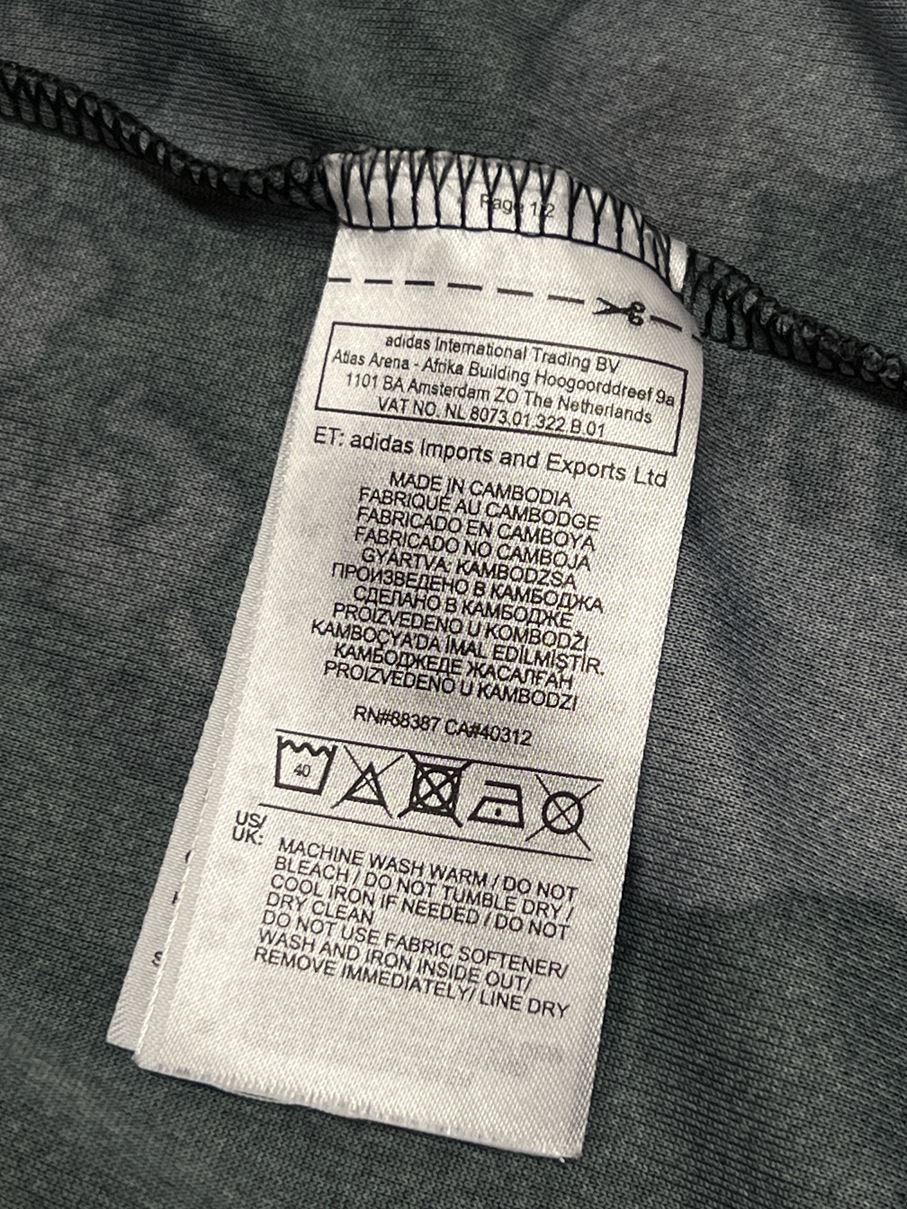 Page 1/2
adidas International Trading BV
Atlas Arena - Afrika Building Hoogoorddreef 9a
1101 BA Amsterdam ZO The Netherlands
VAT NO. NL 8073.01.322.B.01
ET: adidas Imports and Exports Ltd
MADE IN CAMBODIA
FABRIQUÉ AU CAMBODGE
FABRICADO EN CAMBOYA
FABRICADO NO CAMBOJA
GYÁRTVA: KAMBODZSA
ПРОИЗВЕДЕНО В КАМБОДЖА
СДЕЛАНО В КАМБОДЖЕ
PROIZVEDENO U KOMBODŽI
KAMBOÇYA'DA İMAL EDİLMİŞTİR.
КАМБОДЖЕДЕ ЖАСАЛҒАН
PROIZVEDENO U KAMBODZI
RN#88387 CA#40312
40
US/
UK:
MACHINE WASH WARM / DO NOT
BLEACH / DO NOT TUMBLE DRY /
COOL IRON IF NEEDED / DO NOT
DRY CLEAN
DO NOT USE FABRIC SOFTENER/
WASH AND IRON INSIDE OUT/
REMOVE IMMEDIATELY/ LINE DRY